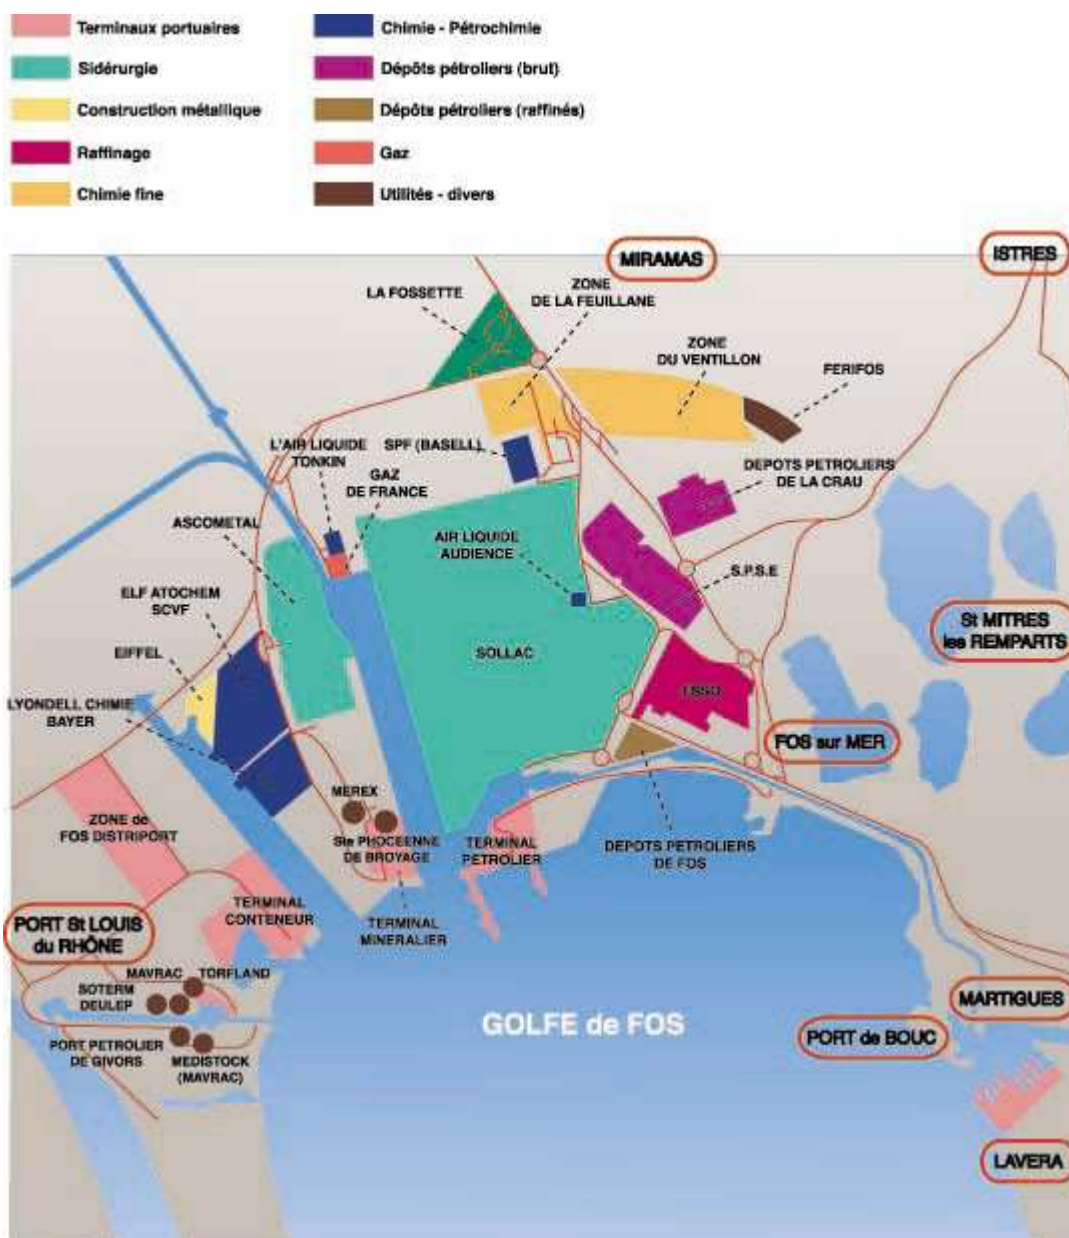 Terminaux portuaires
Sidérurgie
Construction métallique
Raffinage
Chimie fine
Chimie - Pétrochimie
Dépôts pétroliers (brut)
Dépôts pétroliers (raffinés)
Gaz
Utilités - divers
MIRAMAS
ISTRES
LA FOSSETTE
ZONE
DE LA FEUILLANE
ZONE
DU VENTILLON
FERIFOS
L'AIR LIQUIDE
TONKIN
SPF (BASELL)
GAZ
DE FRANCE
DEPOTS PETROLIERS
DE LA CRAU
ASCOMETAL
AIR LIQUIDE
AUDIENCE
S.P.S.E
ELF ATOCHEM
SCVF
EIFFEL
St MITRES
les REMPARTS
SOLLAC
ESSO
LYONDELL CHIMIE
BAYER
FOS sur MER
MEREX
ZONE de
FOS DISTRIPORT
Ste PHOCEENNE
DE BROYAGE
TERMINAL
PETROLIER
DEPOTS PETROLIERS
DE FOS
TERMINAL
CONTENEUR
TERMINAL
MINERALIER
PORT St LOUIS
du RHÔNE
MAVRAC
TORFLAND
SOTERM
DEULEP
MARTIGUES
GOLFE de FOS
PORT de BOUC
PORT PETROLIER
DE GIVORS
MEDISTOCK
(MAVRAC)
LAVERA